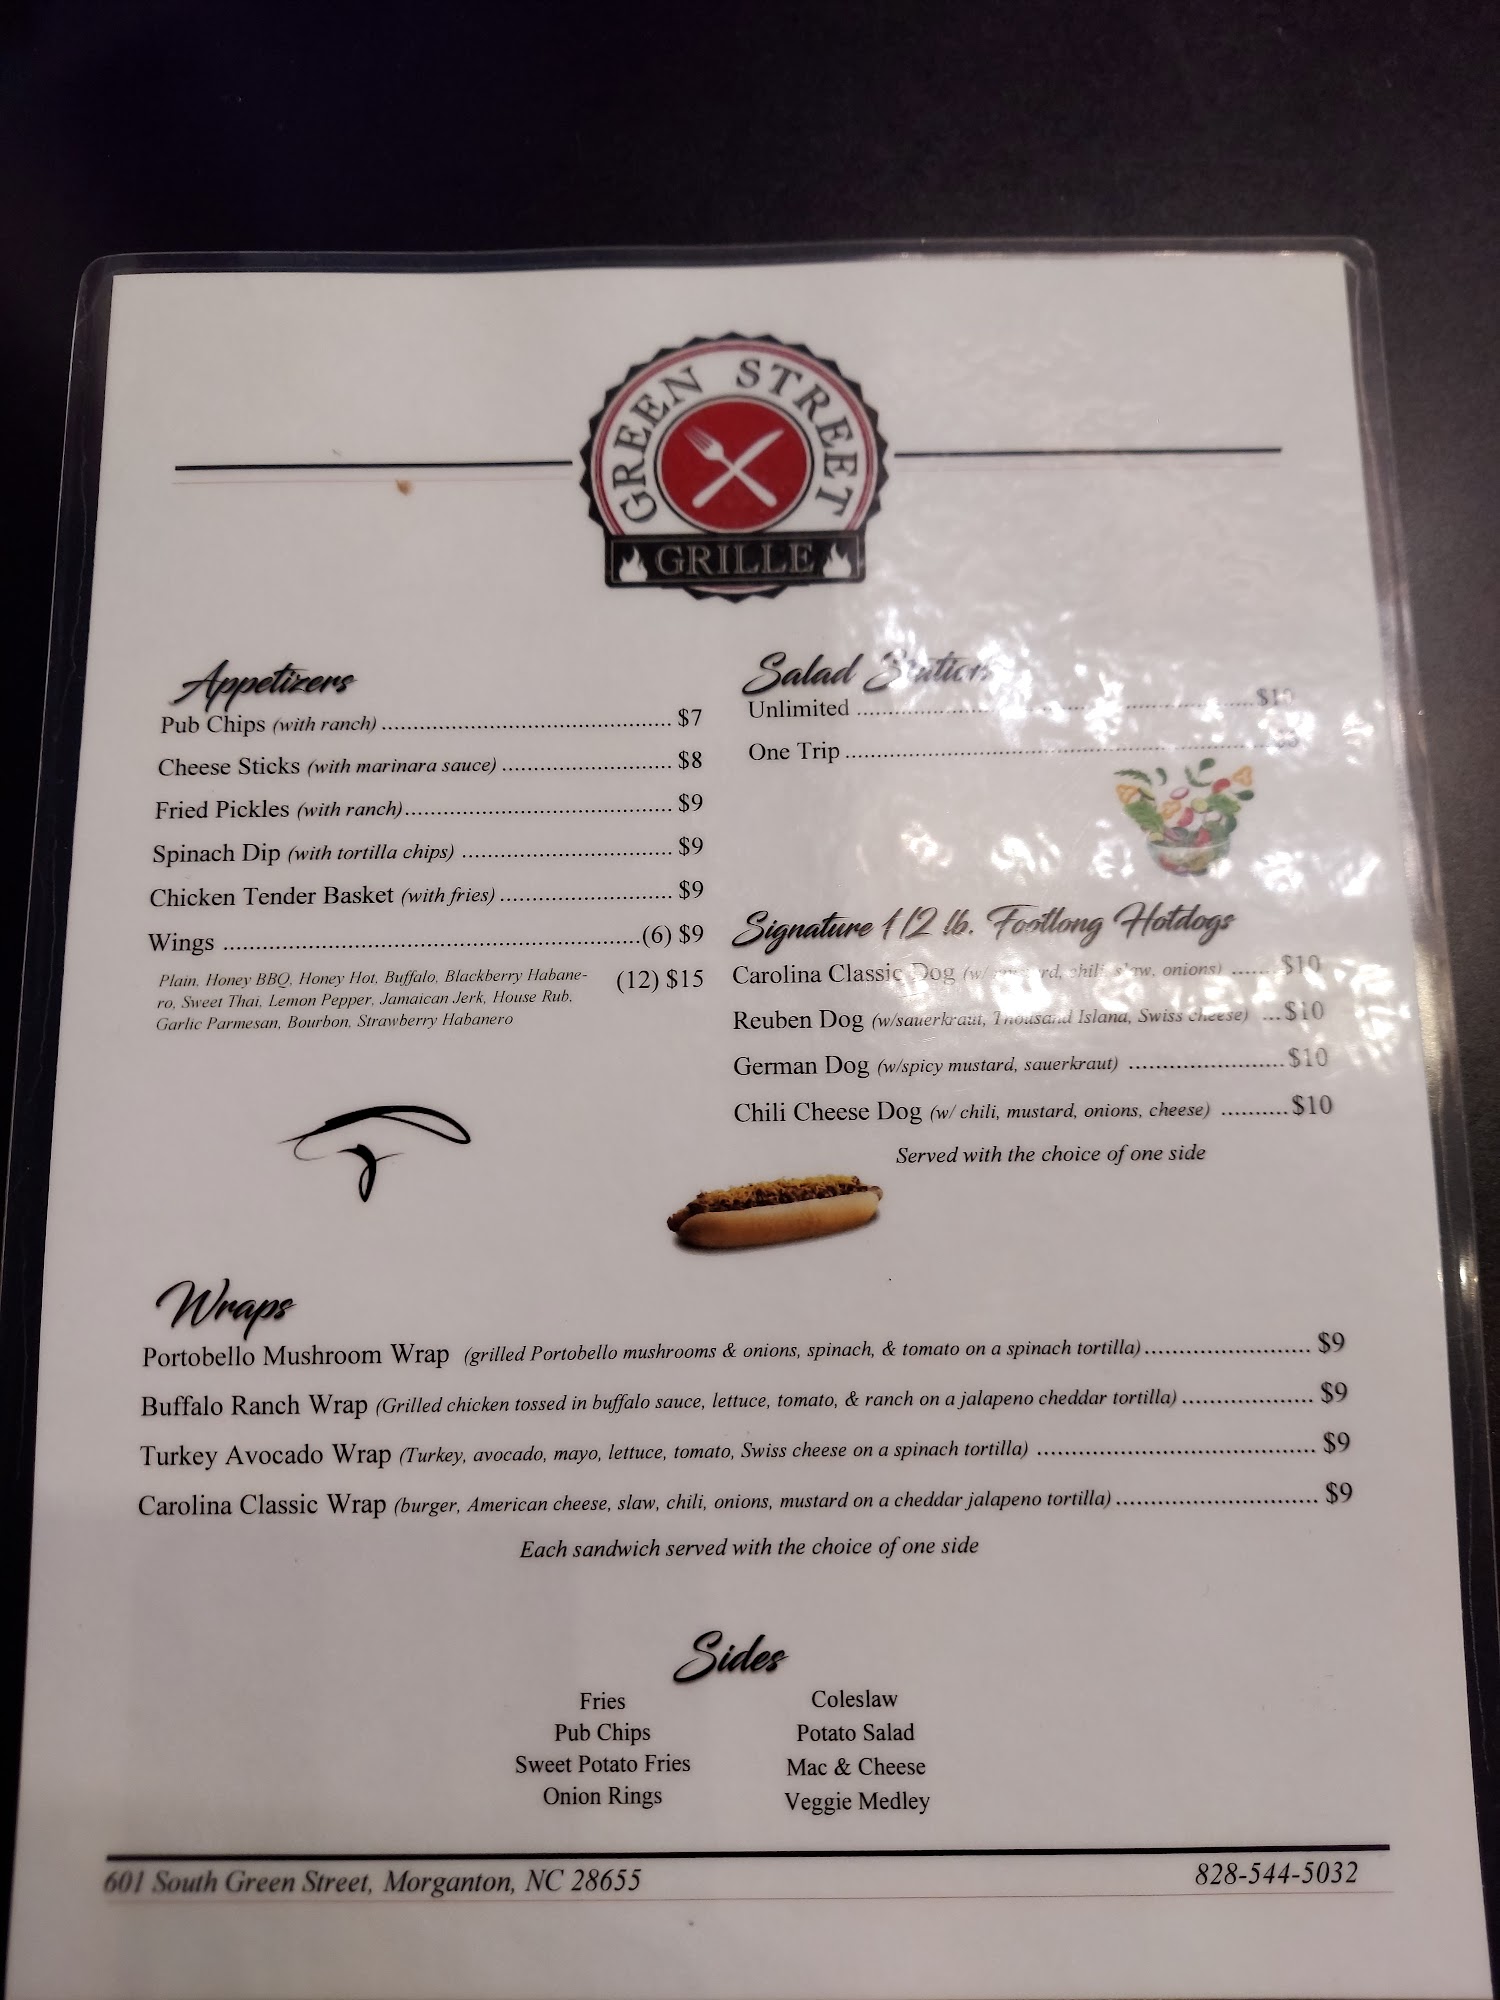 GREEN STREET
GRILLE
Appetizers
Pub Chips (with ranch) ........................................ $7
Cheese Sticks (with marinara sauce) ........................ $8
Fried Pickles (with ranch)..................................... $9
Spinach Dip (with tortilla chips) ............................. $9
Chicken Tender Basket (with fries) ........................ $9
Wings ..........................................................(6) $9
Plain, Honey BBQ, Honey Hot, Buffalo, Blackberry Habane-
(12) $15
ro, Sweet Thai, Lemon Pepper, Jamaican Jerk, House Rub,
Garlic Parmesan, Bourbon, Strawberry Habanero
Salad Station
Unlimited ........................................................ $10
One Trip ........................................................
Signature 1/2 lb. Footlong Hotdogs
Carolina Classic Dog (w/ chili, slaw, onions) ...... $10
Reuben Dog (w/sauerkraut, Thousand Island, Swiss cheese) ... $10
German Dog (w/spicy mustard, sauerkraut) ...................... $10
Chili Cheese Dog (w/ chili, mustard, onions, cheese) .......... $10
Served with the choice of one side
Wraps
Portobello Mushroom Wrap (grilled Portobello mushrooms & onions, spinach, & tomato on a spinach tortilla)........................ $9
Buffalo Ranch Wrap (Grilled chicken tossed in buffalo sauce, lettuce, tomato, & ranch on a jalapeno cheddar tortilla) ................... $9
Turkey Avocado Wrap (Turkey, avocado, mayo, lettuce, tomato, Swiss cheese on a spinach tortilla) ........................................ $9
Carolina Classic Wrap (burger, American cheese, slaw, chili, onions, mustard on a cheddar jalapeno tortilla) ............................. $9
Each sandwich served with the choice of one side
Sides
Fries
Pub Chips
Sweet Potato Fries
Onion Rings
Coleslaw
Potato Salad
Mac & Cheese
Veggie Medley
601 South Green Street, Morganton, NC 28655
828-544-5032